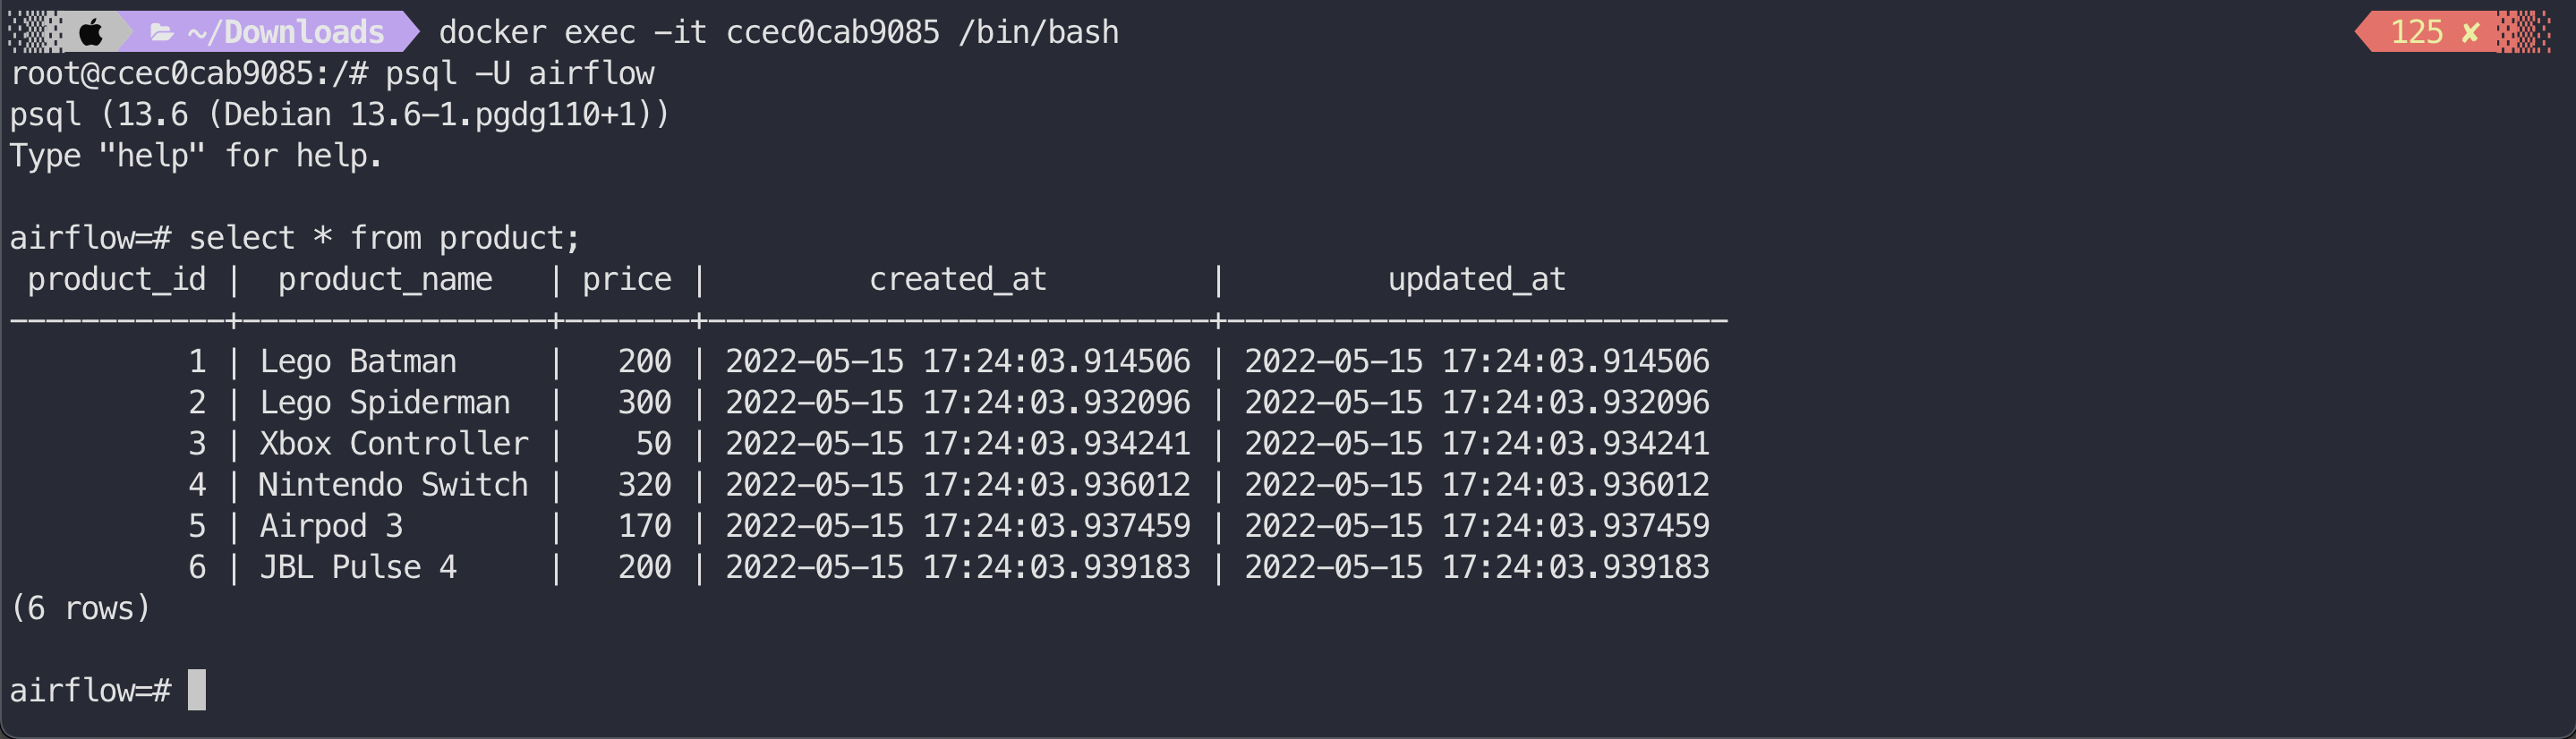 ~/Downloads docker exec -it ccec0cab9085 /bin/bash 125 ✘
root@ccec0cab9085:/# psql -U airflow
psql (13.6 (Debian 13.6-1.pgdg110+1))
Type "help" for help.
airflow=# select * from product;
 product_id |  product_name   | price |         created_at         |         updated_at
------------+-----------------+-------+----------------------------+----------------------------
          1 | Lego Batman     |   200 | 2022-05-15 17:24:03.914506 | 2022-05-15 17:24:03.914506
          2 | Lego Spiderman  |   300 | 2022-05-15 17:24:03.932096 | 2022-05-15 17:24:03.932096
          3 | Xbox Controller |    50 | 2022-05-15 17:24:03.934241 | 2022-05-15 17:24:03.934241
          4 | Nintendo Switch |   320 | 2022-05-15 17:24:03.936012 | 2022-05-15 17:24:03.936012
          5 | Airpod 3        |   170 | 2022-05-15 17:24:03.937459 | 2022-05-15 17:24:03.937459
          6 | JBL Pulse 4     |   200 | 2022-05-15 17:24:03.939183 | 2022-05-15 17:24:03.939183
(6 rows)
airflow=#